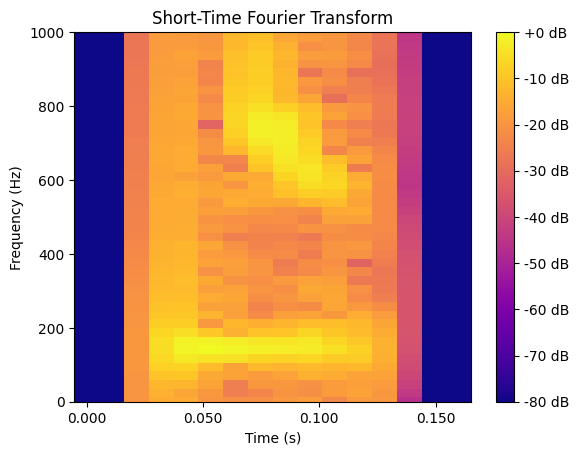 Short-Time Fourier Transform
1000
800
600
400
200
0
Frequency (Hz)
0.000
0.050
0.100
0.150
Time (s)
+0 dB
-10 dB
-20 dB
-30 dB
-40 dB
-50 dB
-60 dB
-70 dB
-80 dB